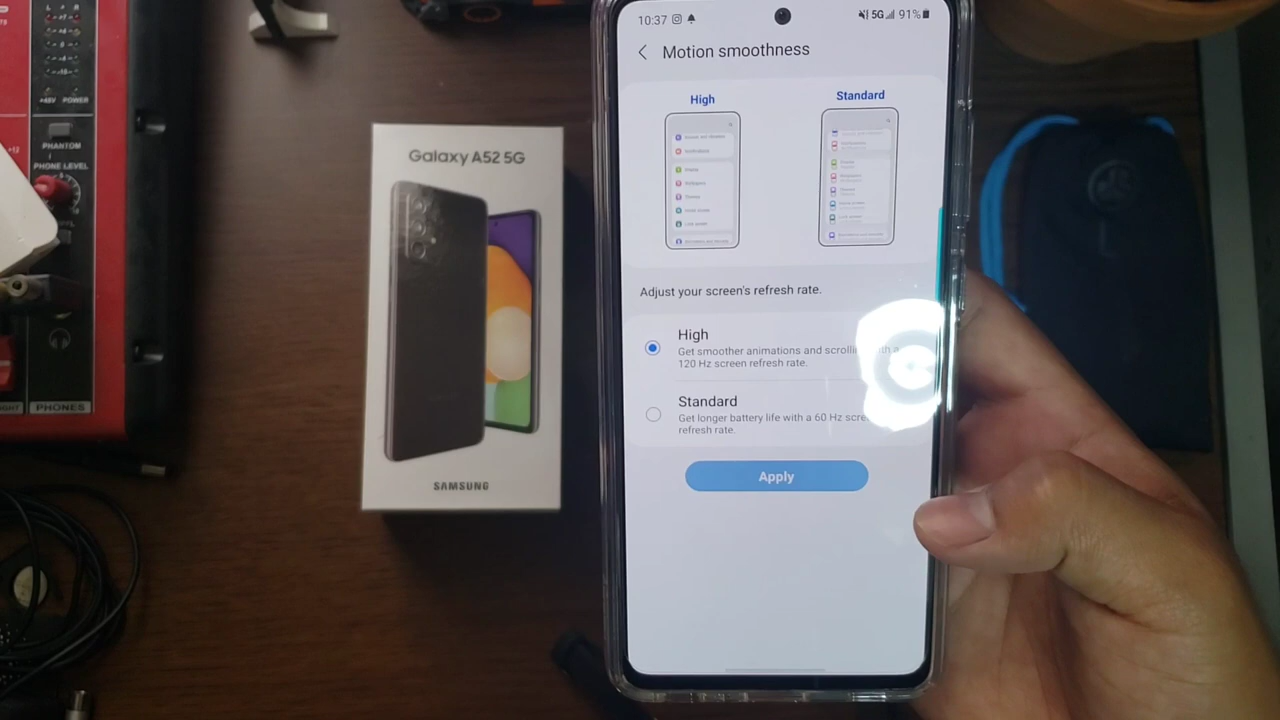 L R
+48V POWER
PHANTOM
+12
PHONE LEVEL
PHONES
Galaxy A52 5G
SAMSUNG
10:37 5G 91%
Motion smoothness
High
Standard
Adjust your screen's refresh rate.
High
Get smoother animations and with a
120 Hz screen refresh rate.
Standard
Get longer battery life with a 60 Hz
refresh rate.
Apply